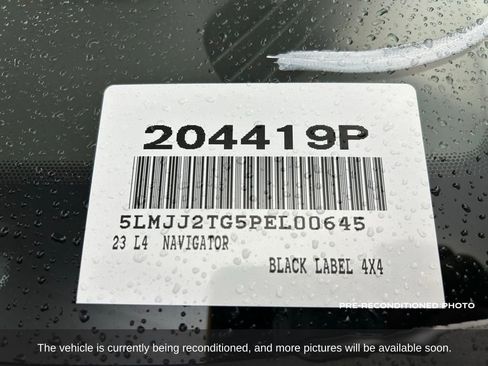 204419P
5LMJJ2TG5PEL00645
23 L4 NAVIGATOR
BLACK LABEL 4X4
PRE-RECONDITIONED PHOTO
The vehicle is currently being reconditioned, and more pictures will be available soon.